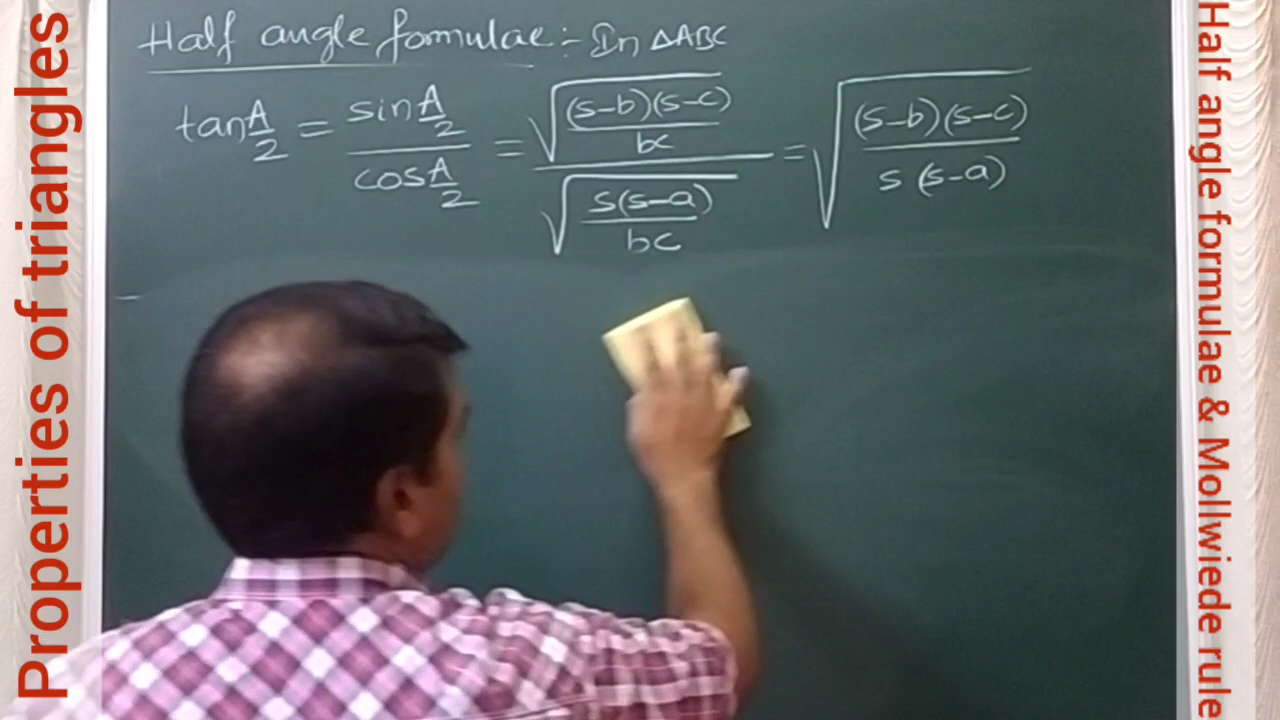 Properties of triangles
Half angle formulae :- In △ABC
tan A/2 = sin A/2 / cos A/2 = √((s-b)(s-c)/bc) / √(s(s-a)/bc) = √((s-b)(s-c)/s(s-a))
Half angle formulae & Mollwiede rule